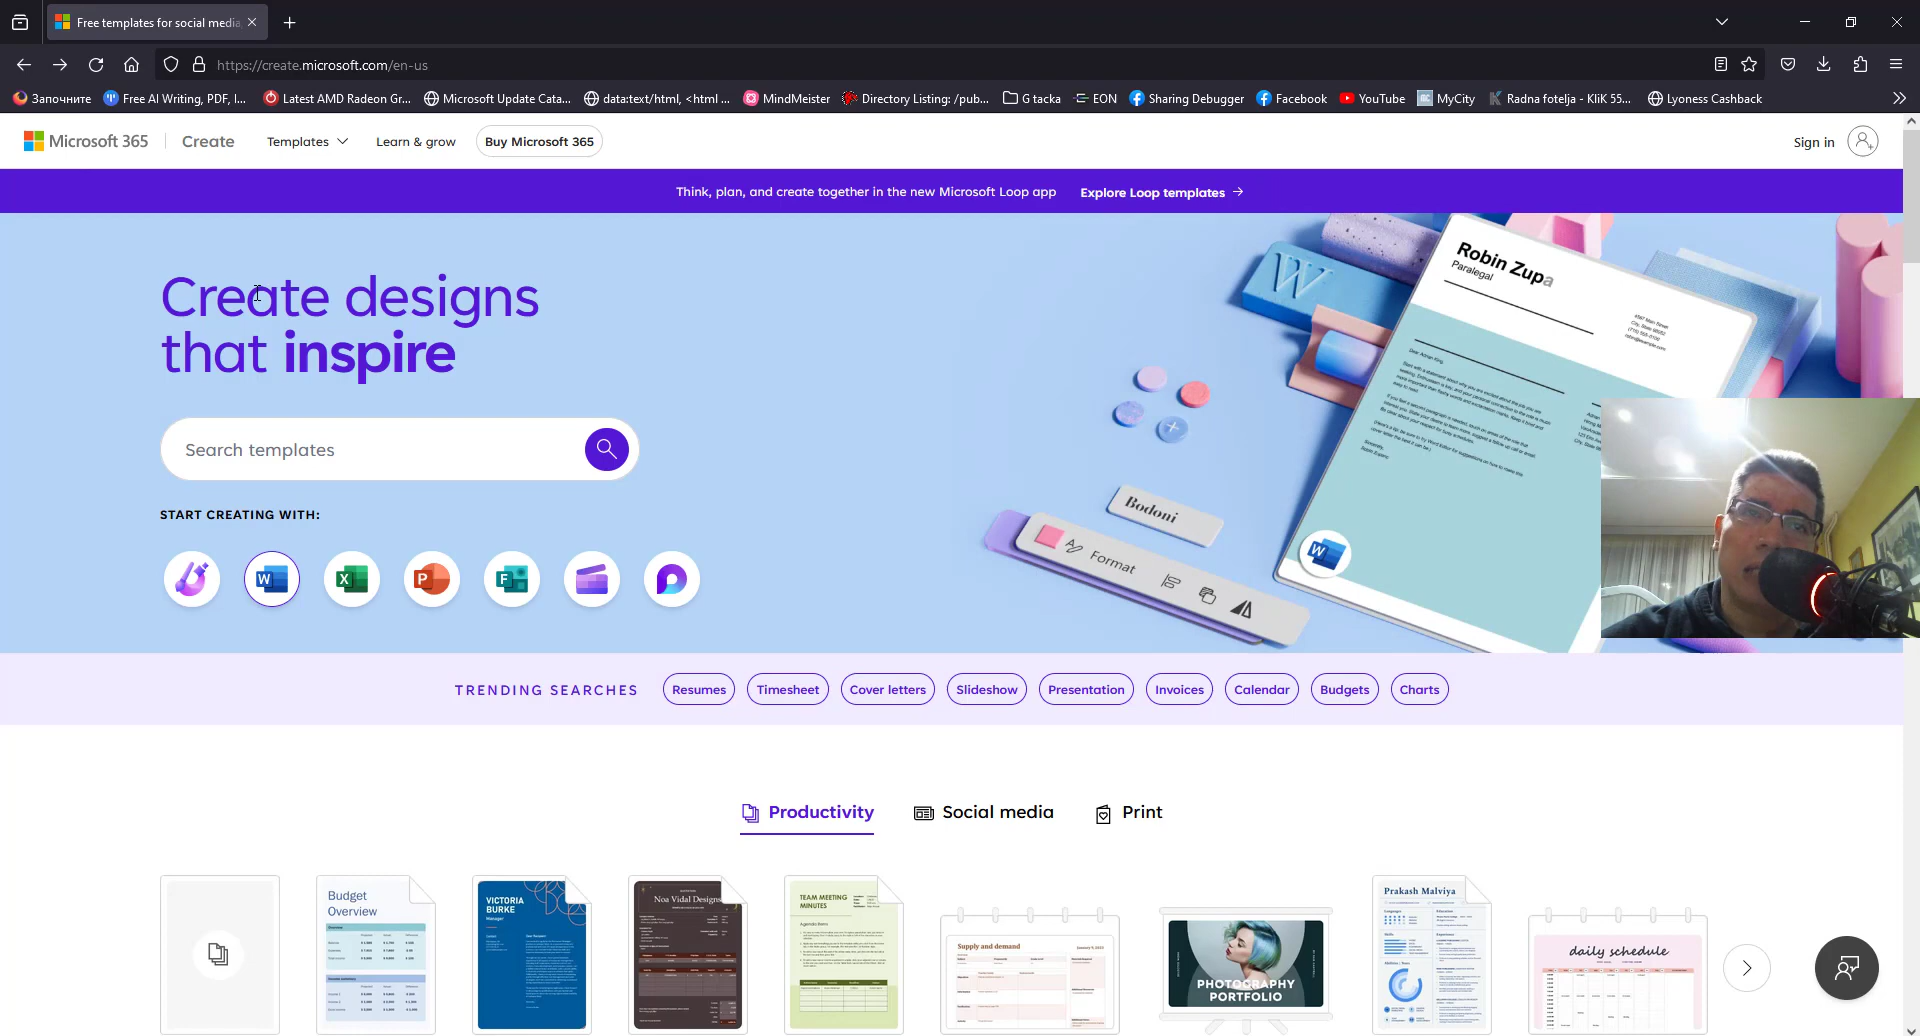 Free templates for social media
https://create.microsoft.com/en-us
Започните
Free AI Writing, PDF, I...
Latest AMD Radeon Gr...
Microsoft Update Cata...
data:text/html, <html ...
MindMeister
Directory Listing: /pub...
G tacka
EON
Sharing Debugger
Facebook
YouTube
MyCity
Radna fotelja - KliK 55...
Lyoness Cashback
Microsoft 365
Create
Templates
Learn & grow
Buy Microsoft 365
Sign in
Think, plan, and create together in the new Microsoft Loop app
Explore Loop templates
Create designs
that inspire
Search templates
START CREATING WITH:
W
X
P
F
Robin Zupa
Paralegal
Bodoni
Format
W
W
TRENDING SEARCHES
Resumes
Timesheet
Cover letters
Slideshow
Presentation
Invoices
Calendar
Budgets
Charts
Productivity
Social media
Print
Budget
Overview
VICTORIA
BURKE
Manager
Noa Vidal Designs
TEAM MEETING
MINUTES
Agenda Items
Supply and demand
PHOTOGRAPHY
PORTFOLIO
Prakash Malviya
daily schedule